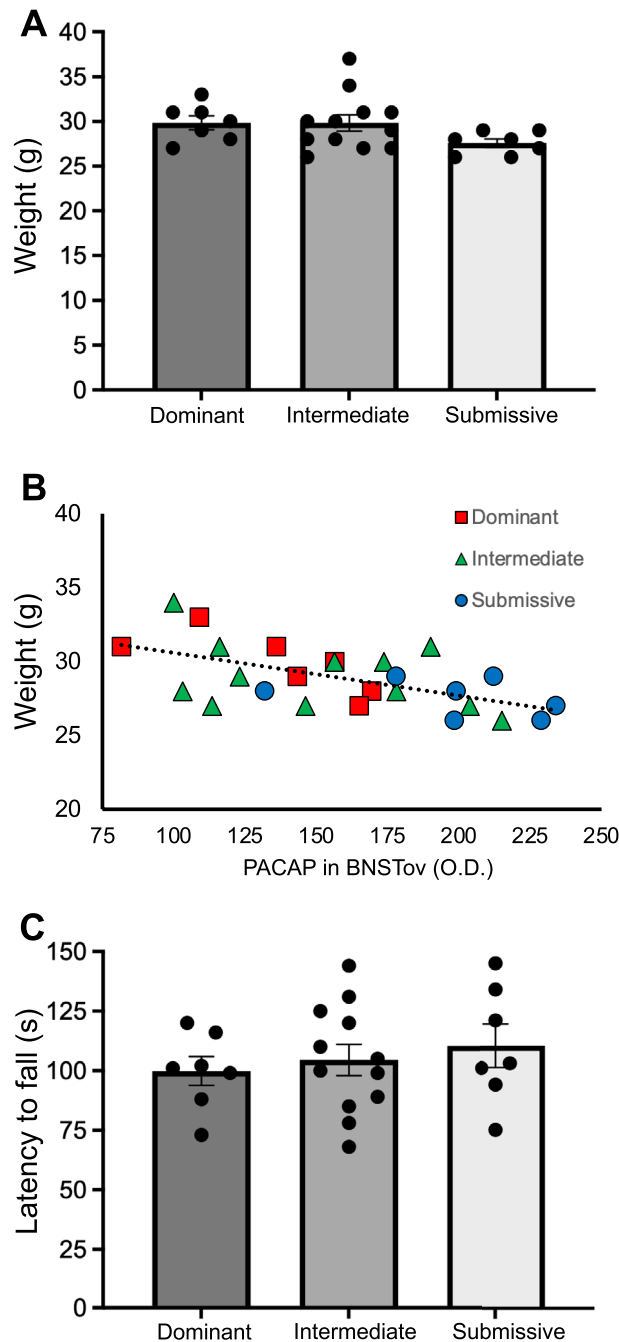 A
Weight (g)
40
35
30
25
20
15
10
5
0
Dominant Intermediate Submissive
B
Weight (g)
40
35
30
25
20
Dominant
Intermediate
Submissive
75 100 125 150 175 200 225 250
PACAP in BNSTov (O.D.)
C
Latency to fall (s)
150
125
100
75
50
25
0
Dominant Intermediate Submissive